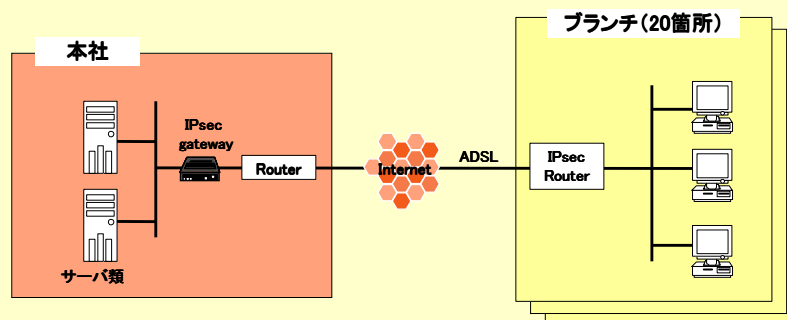 本社
ブランチ(20箇所)
IPsec
gateway
Router
Internet
ADSL
IPsec
Router
サーバ類